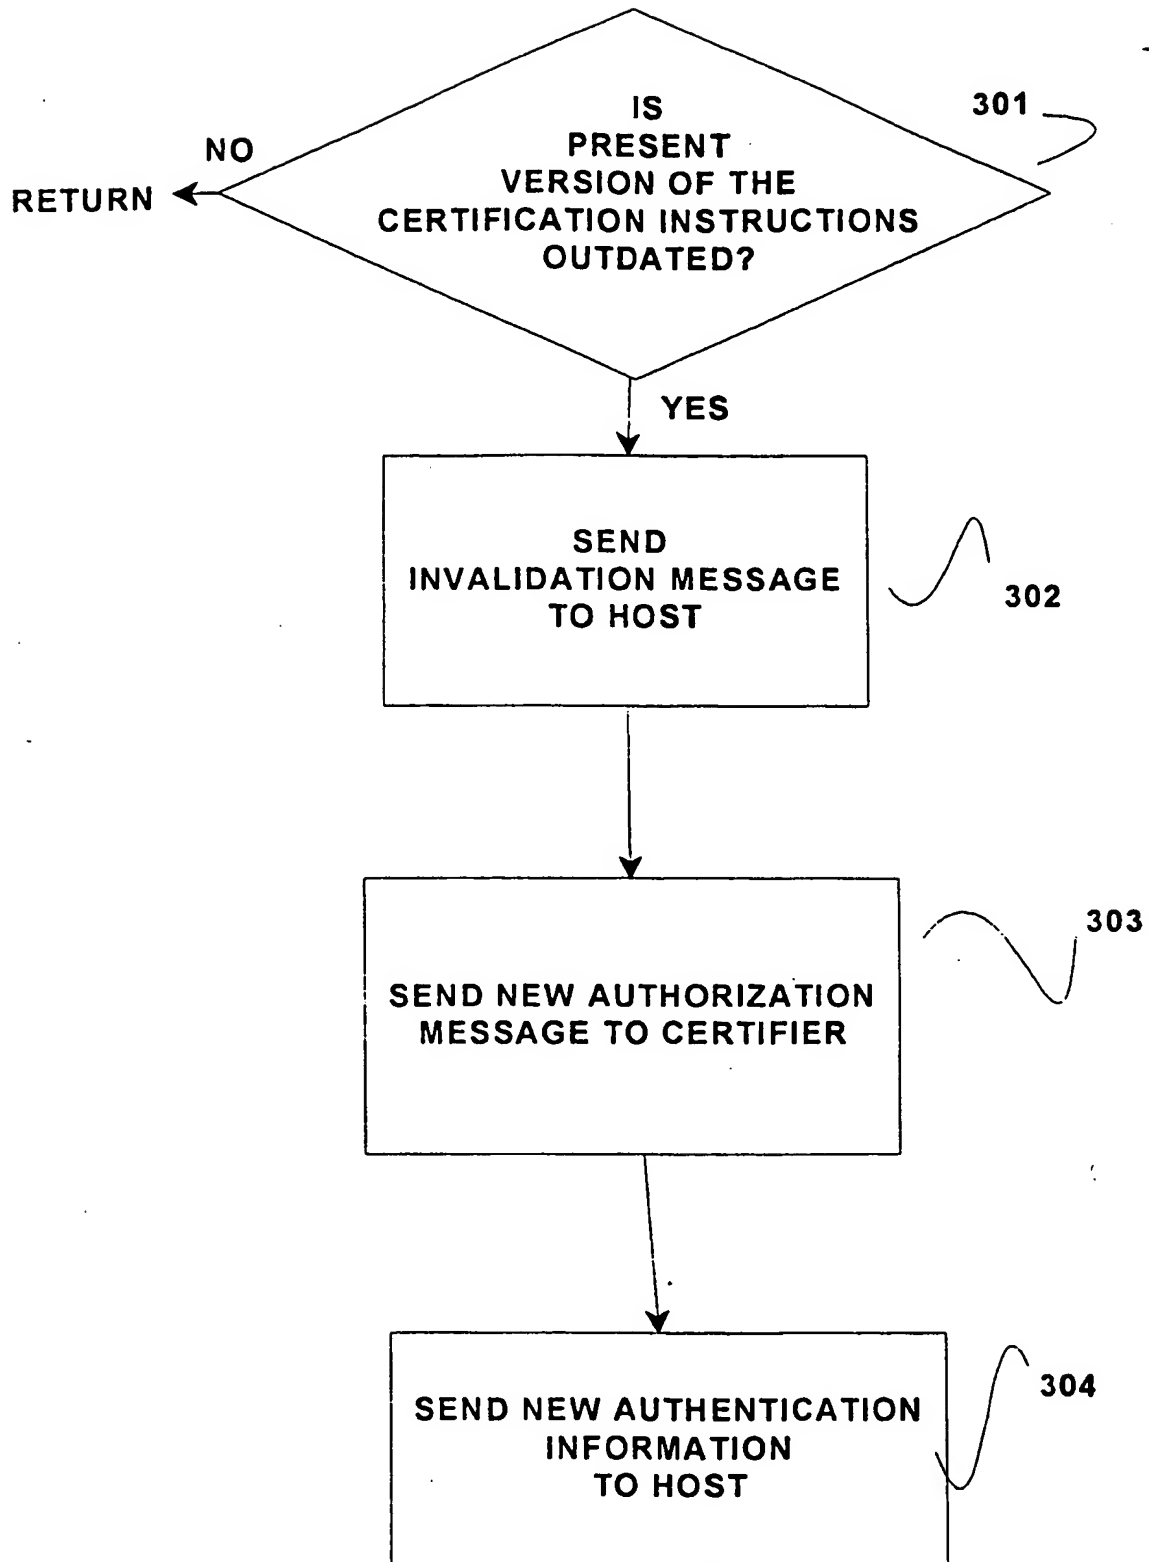 IS
PRESENT
VERSION OF THE
CERTIFICATION INSTRUCTIONS
OUTDATED?
301
NO
RETURN
YES
SEND
INVALIDATION MESSAGE
TO HOST
302
SEND NEW AUTHORIZATION
MESSAGE TO CERTIFIER
303
SEND NEW AUTHENTICATION
INFORMATION
TO HOST
304